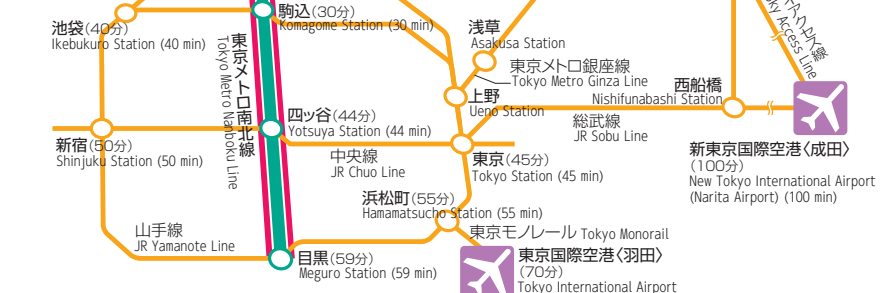 池袋(40分)
Ikebukuro Station (40 min)
駒込(30分)
Komagome Station (30 min)
浅草
Asakusa Station
東京メトロ銀座線
Tokyo Metro Ginza Line
東京メトロ南北線
Tokyo Metro Nanboku Line
上野
Ueno Station
西船橋
Nishifunabashi Station
ky Access Line
四ッ谷(44分)
Yotsuya Station (44 min)
総武線
JR Sobu Line
新宿(50分)
Shinjuku Station (50 min)
中央線
JR Chuo Line
東京(45分)
Tokyo Station (45 min)
新東京国際空港〈成田〉
(100分)
New Tokyo International Airport
(Narita Airport) (100 min)
浜松町(55分)
Hamamatsucho Station (55 min)
山手線
JR Yamanote Line
東京モノレール Tokyo Monorail
目黒(59分)
Meguro Station (59 min)
東京国際空港〈羽田〉
(70分)
Tokyo International Airport